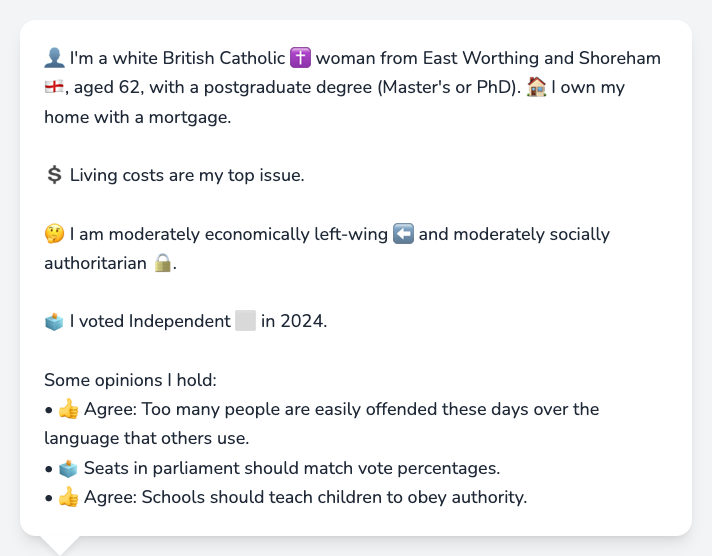 👤 I'm a white British Catholic ✝️ woman from East Worthing and Shoreham
🏴󠁧󠁢󠁥󠁮󠁧󠁿, aged 62, with a postgraduate degree (Master's or PhD). 🏠 I own my
home with a mortgage.
💲 Living costs are my top issue.
🤔 I am moderately economically left-wing ⬅️ and moderately socially
authoritarian 🔒.
🗳️ I voted Independent ⬜ in 2024.
Some opinions I hold:
• 👍 Agree: Too many people are easily offended these days over the
language that others use.
• 🗳️ Seats in parliament should match vote percentages.
• 👍 Agree: Schools should teach children to obey authority.